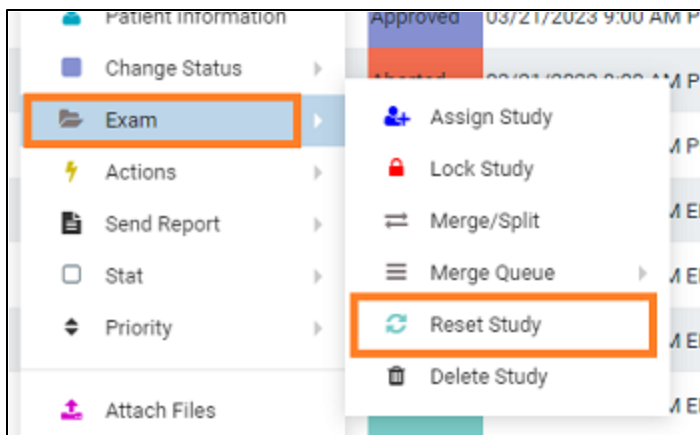 Patient Information
Approved 03/21/2023 9:00 AM P
Change Status
Exam
Assign Study
Actions
Lock Study
Send Report
Merge/Split
Stat
Merge Queue
Priority
Reset Study
Delete Study
Attach Files